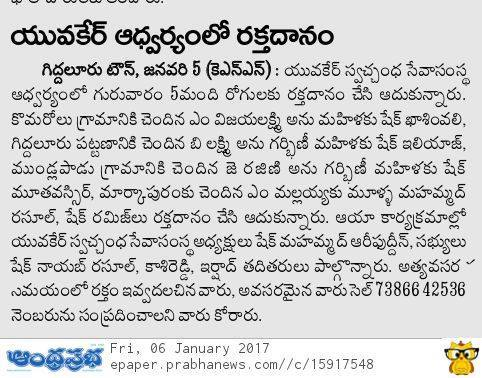 యువకేర్ ఆధ్వర్యంలో రక్తదానం
గిద్దలూరు టౌన్, జనవరి 5 (కెఎన్ఎన్) : యువకేర్ స్వచ్చంధ సేవాసంస్థ
ఆధ్వర్యంలో గురువారం 5మంది రోగులకు రక్తదానం చేసి ఆదుకున్నారు.
కొమరోలు గ్రామానికి చెందిన ఎం విజయలక్ష్మి అను మహిళకు షేక్ ఖాశింవలి,
గిద్దలూరు పట్టణానికి చెందిన బి లక్ష్మి అను గర్భిణీ మహిళకు షేక్ ఇలియాజ్,
ముండ్లపాడు గ్రామానికి చెందిన జె రజిణి అను గర్భిణీ మహిళకు షేక్
మూతవస్సిర్, మార్కాపురంకు చెందిన ఎం మల్లయ్యకు మూళ్ళ మహమ్మద్
రసూల్, షేక్ రమిజ్‌లు రక్తదానం చేసి ఆదుకున్నారు. ఆయా కార్యక్రమాల్లో
యువకేర్ స్వచ్చంధసేవాసంస్థ అధ్యక్షులు షేక్ మహమ్మద్ ఆరీఫుద్దీన్, సభ్యులు
షేక్ నాయబ్ రసూల్, కాశిరెడ్డి, ఇర్షాద్ తదితరులు పాల్గొన్నారు. అత్యవసర
సమయంలో రక్తం ఇవ్వదలచిన వారు, అవసరమైన వారు సెల్ 73866 42536
నెంబరును సంప్రదించాలని వారు కోరారు.
ఆంధ్రప్రభ
Fri, 06 January 2017
epaper.prabhanews.com//c/15917548